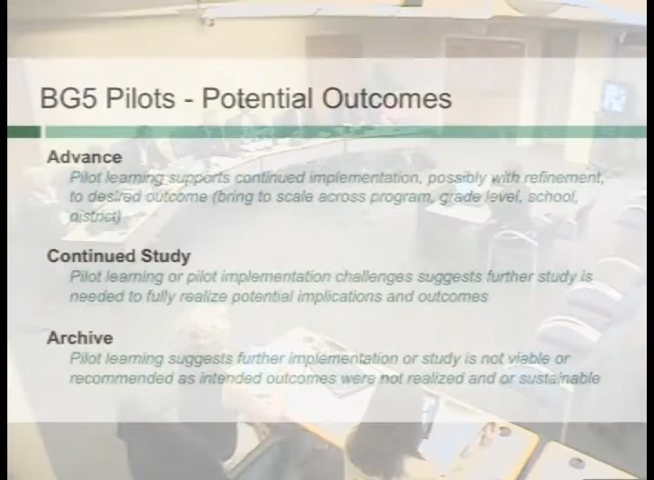 BG5 Pilots - Potential Outcomes
Advance
Pilot learning supports continued implementation, possibly with refinement,
to desired outcome (bring to scale across program, grade level, school,
district)
Continued Study
Pilot learning or pilot implementation challenges suggests further study is
needed to fully realize potential implications and outcomes
Archive
Pilot learning suggests further implementation or study is not viable or
recommended as intended outcomes were not realized and or sustainable